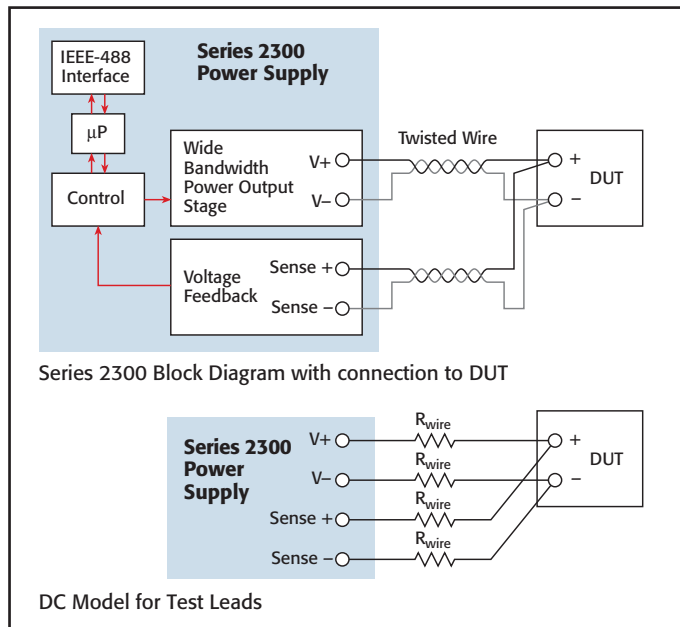 IEEE-488
Interface
Series 2300
Power Supply
µP
Control
Wide
Bandwidth
Power Output
Stage
V+
V–
Twisted Wire
+
–
DUT
Voltage
Feedback
Sense +
Sense –
Series 2300 Block Diagram with connection to DUT
Series 2300
Power
Supply
V+
V–
Sense +
Sense –
Rwire
Rwire
Rwire
Rwire
+
–
DUT
DC Model for Test Leads